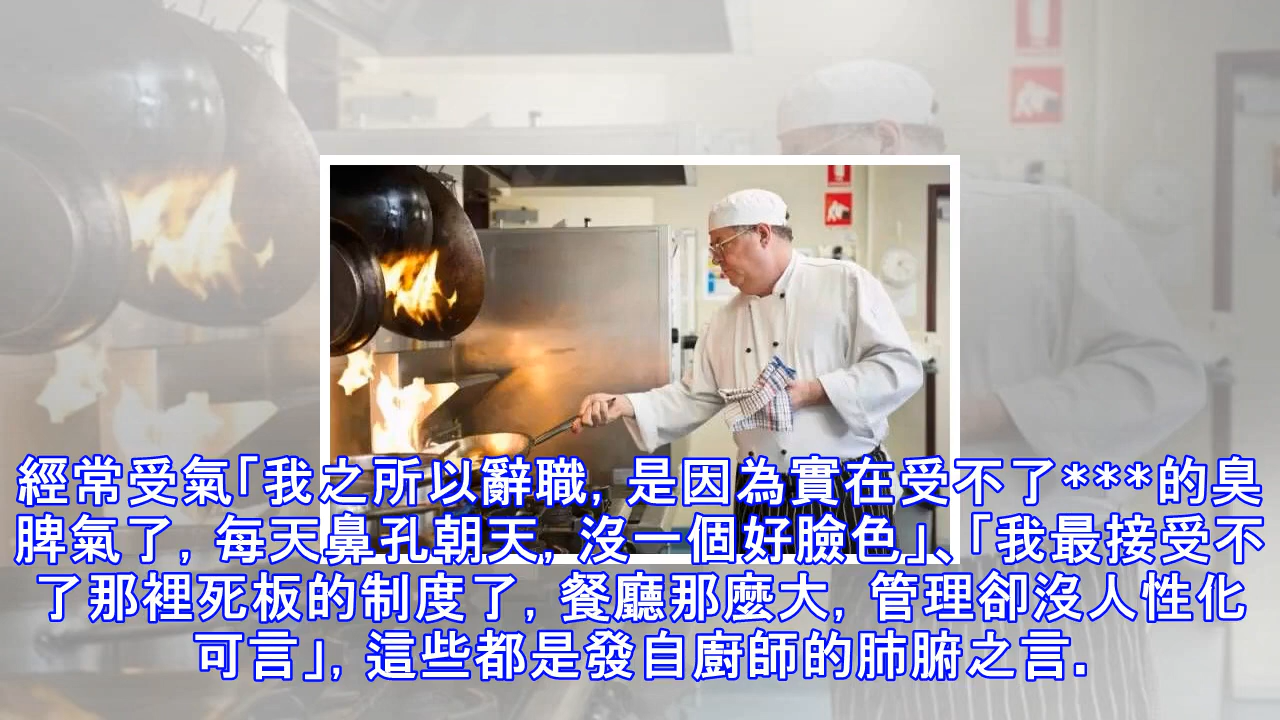 經常受氣「我之所以辭職, 是因為實在受不了***的臭
脾氣了, 每天鼻孔朝天, 沒一個好臉色」、「我最接受不
了那裡死板的制度了, 餐廳那麼大, 管理卻沒人性化
可言」, 這些都是發自廚師的肺腑之言.